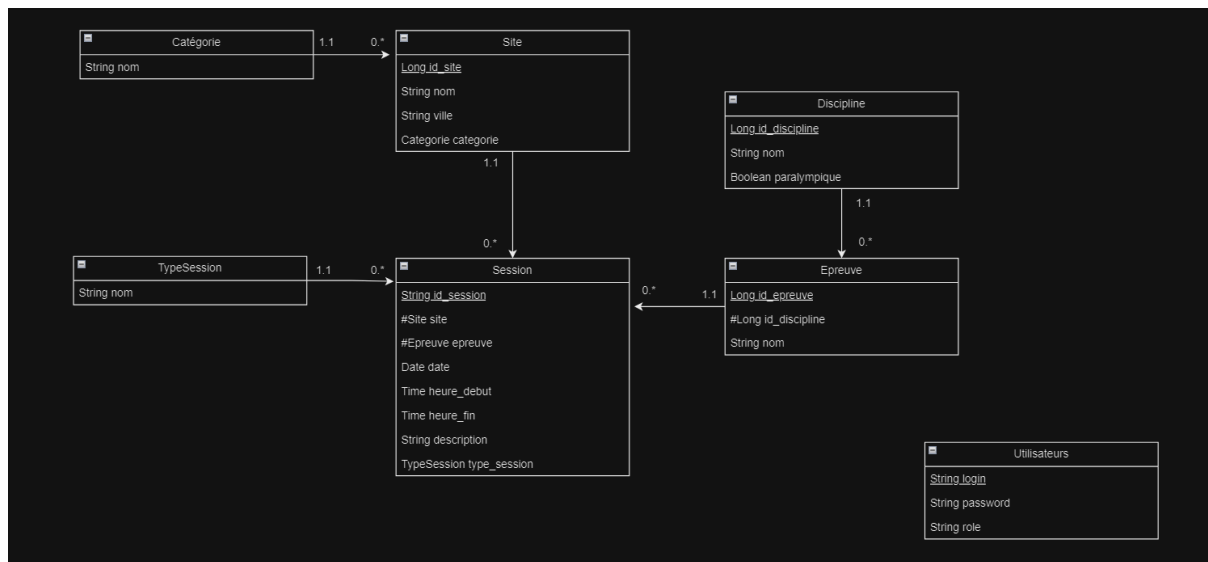 Catégorie
String nom
1.1
0.*
Site
Long id_site
String nom
String ville
Categorie categorie
1.1
0.*
Discipline
Long id_discipline
String nom
Boolean paralympique
1.1
0.*
TypeSession
String nom
1.1
0.*
Session
String id_session
#Site site
#Epreuve epreuve
Date date
Time heure_debut
Time heure_fin
String description
TypeSession type_session
0.*
1.1
Epreuve
Long id_epreuve
#Long id_discipline
String nom
Utilisateurs
String login
String password
String role